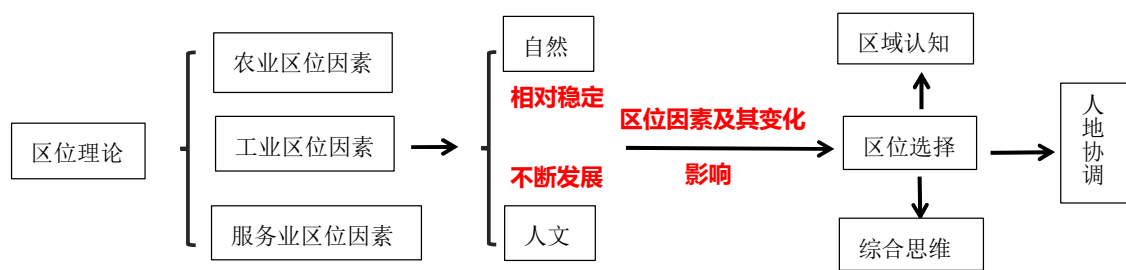 区位理论
农业区位因素
工业区位因素
服务业区位因素
自然
相对稳定
不断发展
人文
区位因素及其变化
影响
区域认知
区位选择
综合思维
人地协调